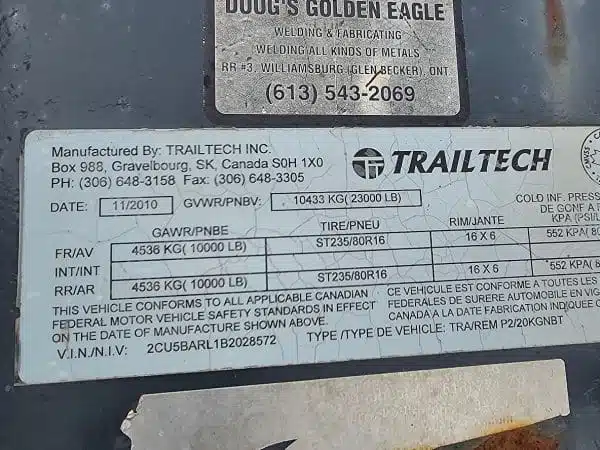 DOUG'S GOLDEN EAGLE
WELDING & FABRICATING
WELDING ALL KINDS OF METALS
RR #3, WILLIAMSBURG (GLEN BECKER), ONT
(613) 543-2069
Manufactured By: TRAILTECH INC.
Box 988, Gravelbourg, SK, Canada S0H 1X0
PH: (306) 648-3158 Fax: (306) 648-3305
TRAILTECH
DATE: 11/2010 GVWR/PNBV: 10433 KG( 23000 LB)
COLD INF. PRESS
DE GONF A
KPA (PSI/L
GAWR/PNBE TIRE/PNEU RIM/JANTE
FR/AV 4536 KG( 10000 LB) ST235/80R16 16 X 6 552 KPA( 80
INT/INT
RR/AR 4536 KG( 10000 LB) ST235/80R16 16 X 6 552 KPA( 8
THIS VEHICLE CONFORMS TO ALL APPLICABLE CANADIAN
FEDERAL MOTOR VEHICLE SAFETY STANDARDS IN EFFECT
ON THE DATE OF MANUFACTURE SHOWN ABOVE
CE VEHICULE EST CONFORME A TOUTES LE
FEDERALES DE SURERE AUTOMOBILE EN VIG
CANADA A LA DATE FABRICATION INDIQUEE C
V.I.N./N.I.V: 2CU5BARL1B2028572 TYPE /TYPE DE VEHICLE: TRA/REM P2/20KGNBT